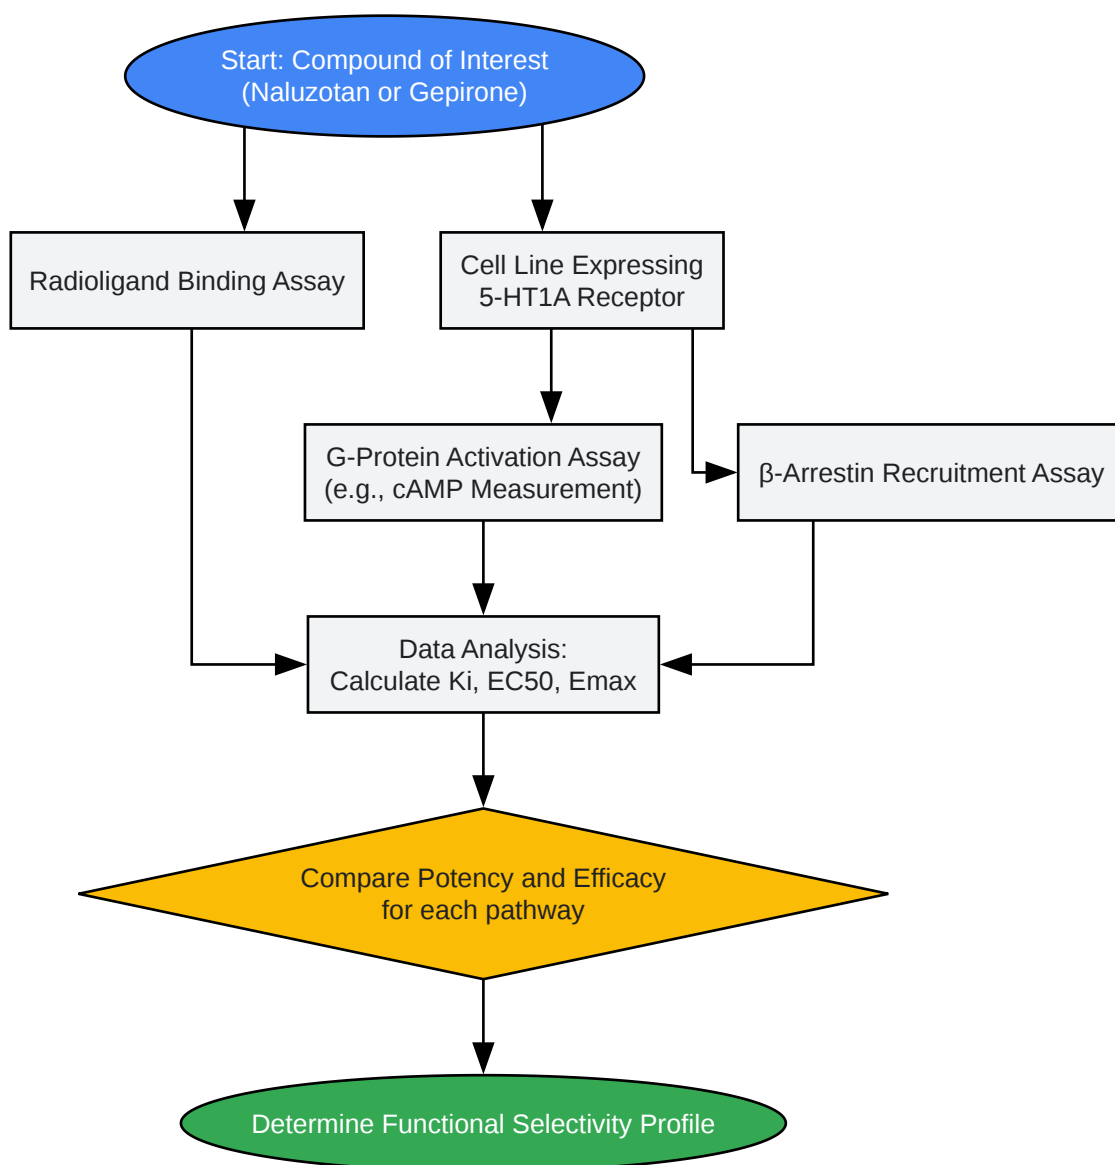 Start: Compound of Interest
(Naluzotan or Gepirone)
Radioligand Binding Assay
Cell Line Expressing
5-HT1A Receptor
G-Protein Activation Assay
(e.g., cAMP Measurement)
β-Arrestin Recruitment Assay
Data Analysis:
Calculate Ki, EC50, Emax
Compare Potency and Efficacy
for each pathway
Determine Functional Selectivity Profile